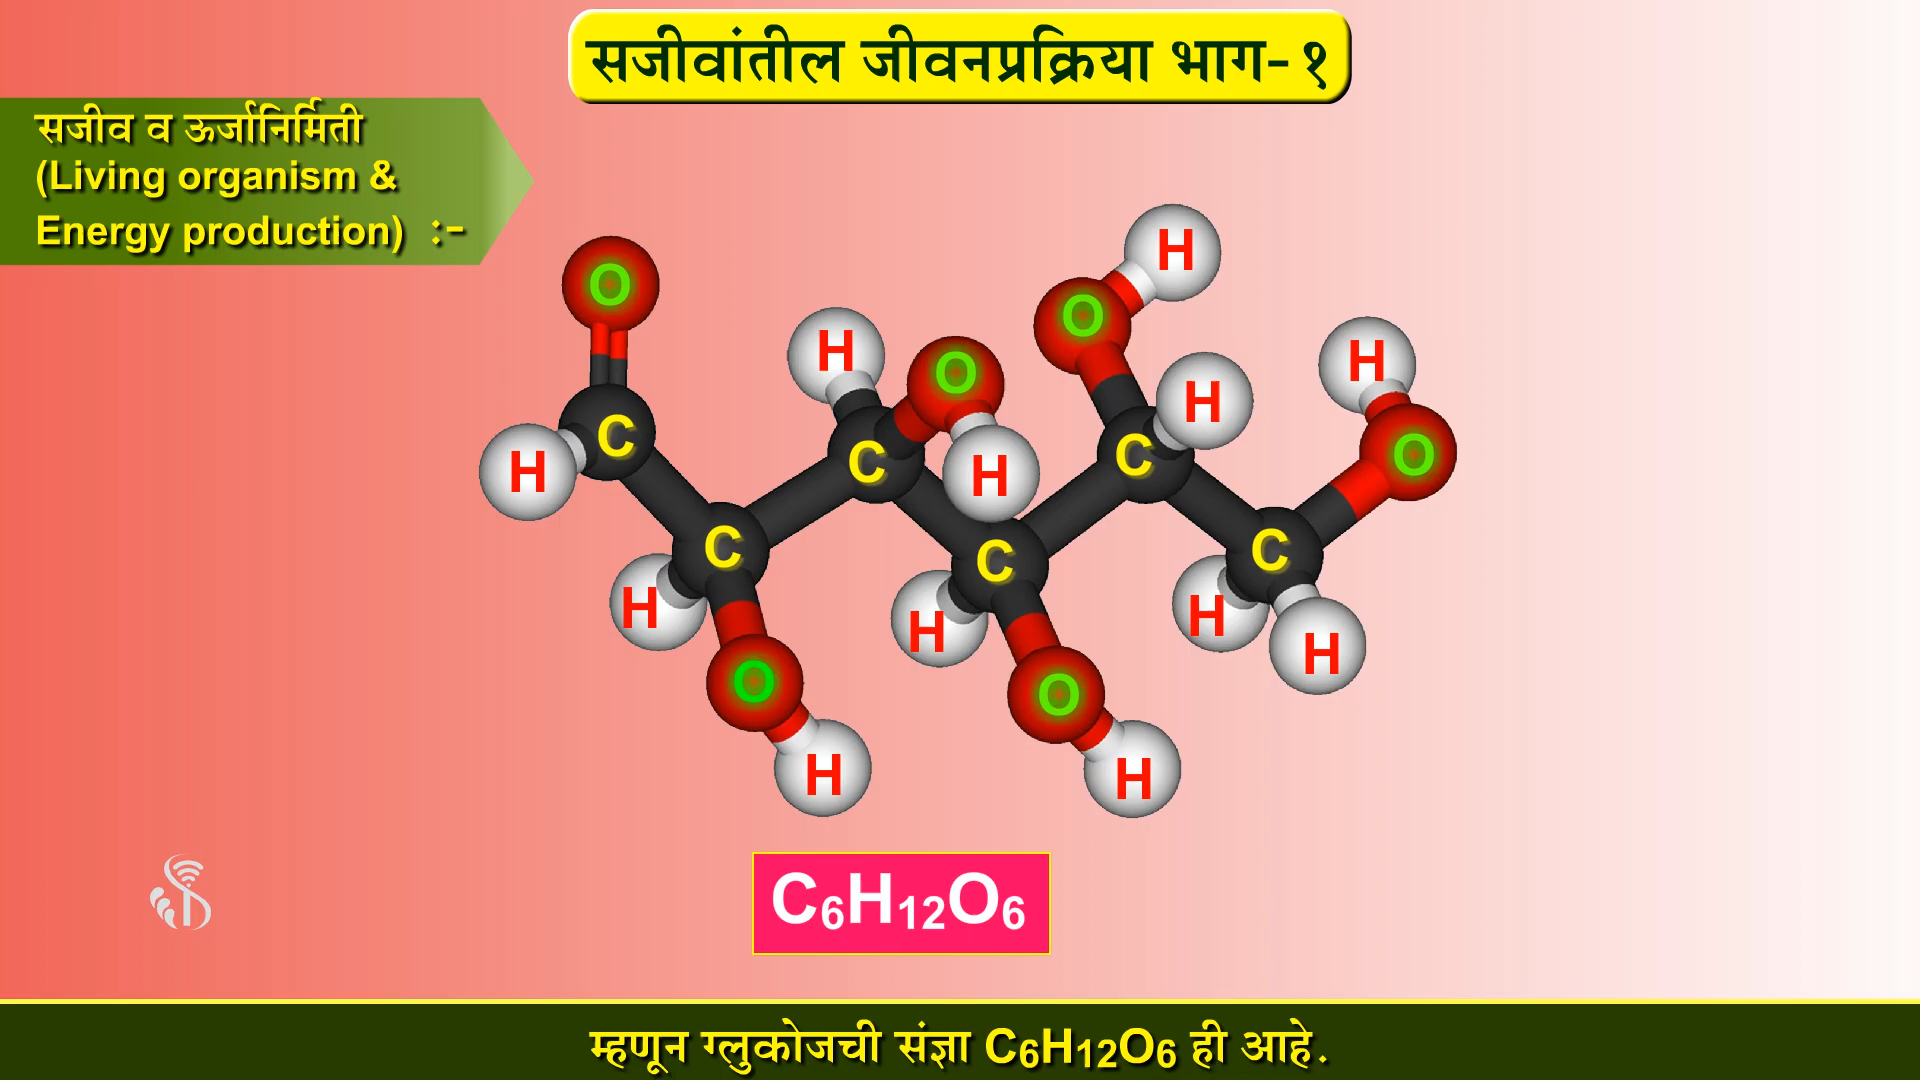 सजीवांतील जीवनप्रक्रिया भाग-१
सजीव व ऊर्जानिर्मिती
(Living organism &
Energy production) :-
O
H
H
O
H
O
H
H
C
H
C
C
H
C
O
H
C
C
H
H
H
H
O
O
H
H
C₆H₁₂O₆
म्हणून ग्लुकोजची संज्ञा C₆H₁₂O₆ ही आहे.